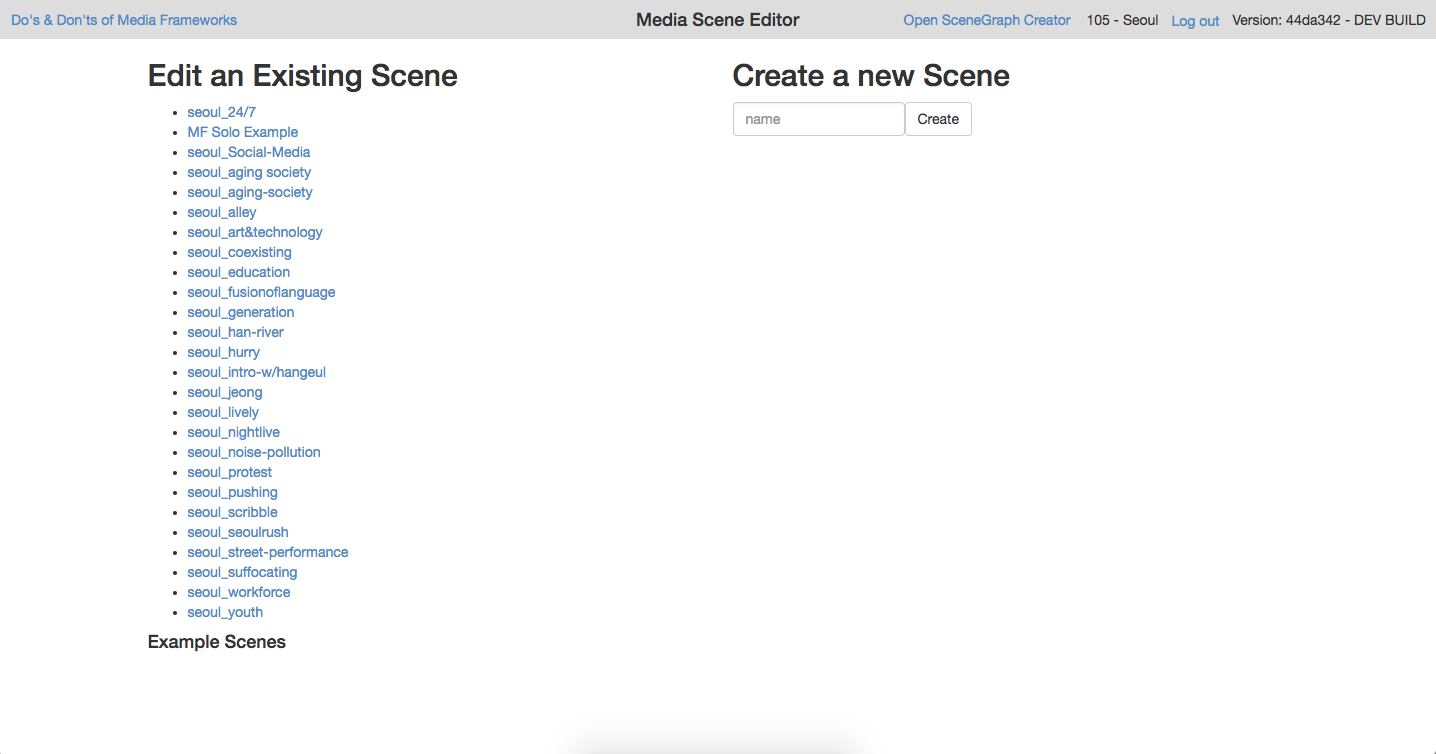 Do's & Don'ts of Media Frameworks Media Scene Editor Open SceneGraph Creator 105 - Seoul Log out Version: 44da342 - DEV BUILD
Edit an Existing Scene
seoul_24/7
MF Solo Example
seoul_Social-Media
seoul_aging society
seoul_aging-society
seoul_alley
seoul_art&technology
seoul_coexisting
seoul_education
seoul_fusionoflanguage
seoul_generation
seoul_han-river
seoul_hurry
seoul_intro-w/hangeul
seoul_jeong
seoul_lively
seoul_nightlive
seoul_noise-pollution
seoul_protest
seoul_pushing
seoul_scribble
seoul_seoulrush
seoul_street-performance
seoul_suffocating
seoul_workforce
seoul_youth
Example Scenes
Create a new Scene
name Create